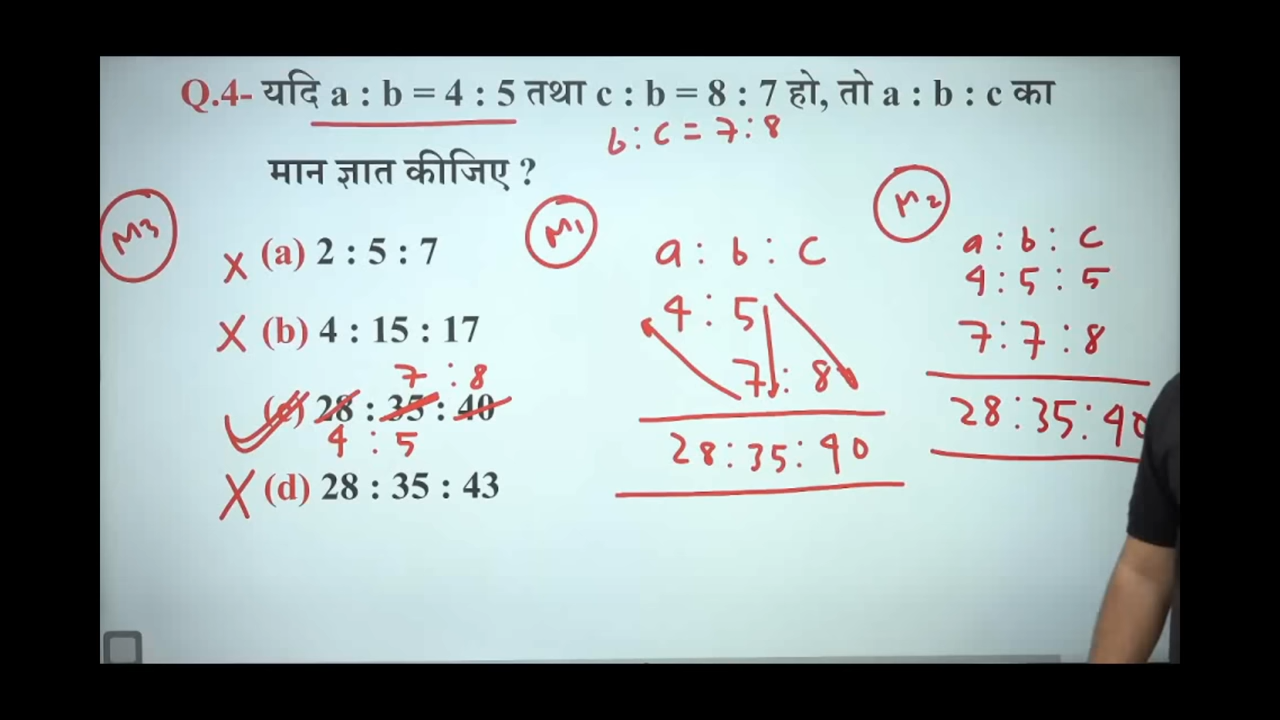 Q.4- यदि a : b = 4 : 5 तथा c : b = 8 : 7 हो, तो a : b : c का
b : c = 7 : 8
मान ज्ञात कीजिए ?
M3
M1
M2
x (a) 2 : 5 : 7
x (b) 4 : 15 : 17
7 : 8
(c) 28 : 35 : 40
4 : 5
x (d) 28 : 35 : 43
a : b : c
4 : 5
7 : 8
28 : 35 : 40
a : b : c
4 : 5 : 5
7 : 7 : 8
28 : 35 : 40